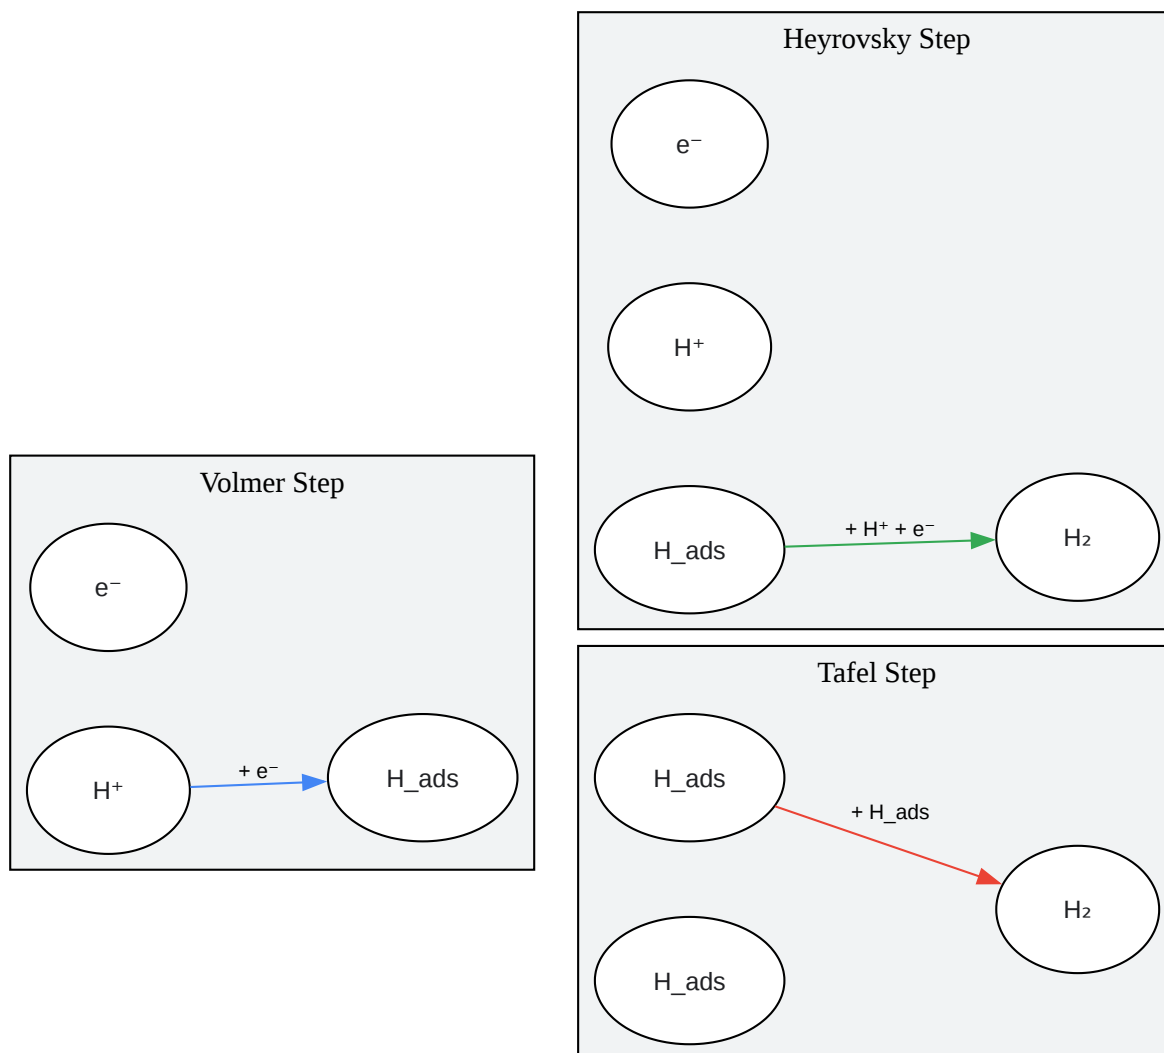 Volmer Step
e⁻
H⁺
+ e⁻
H_ads
Heyrovsky Step
e⁻
H⁺
H_ads
+ H⁺ + e⁻
H₂
Tafel Step
H_ads
+ H_ads
H₂
H_ads